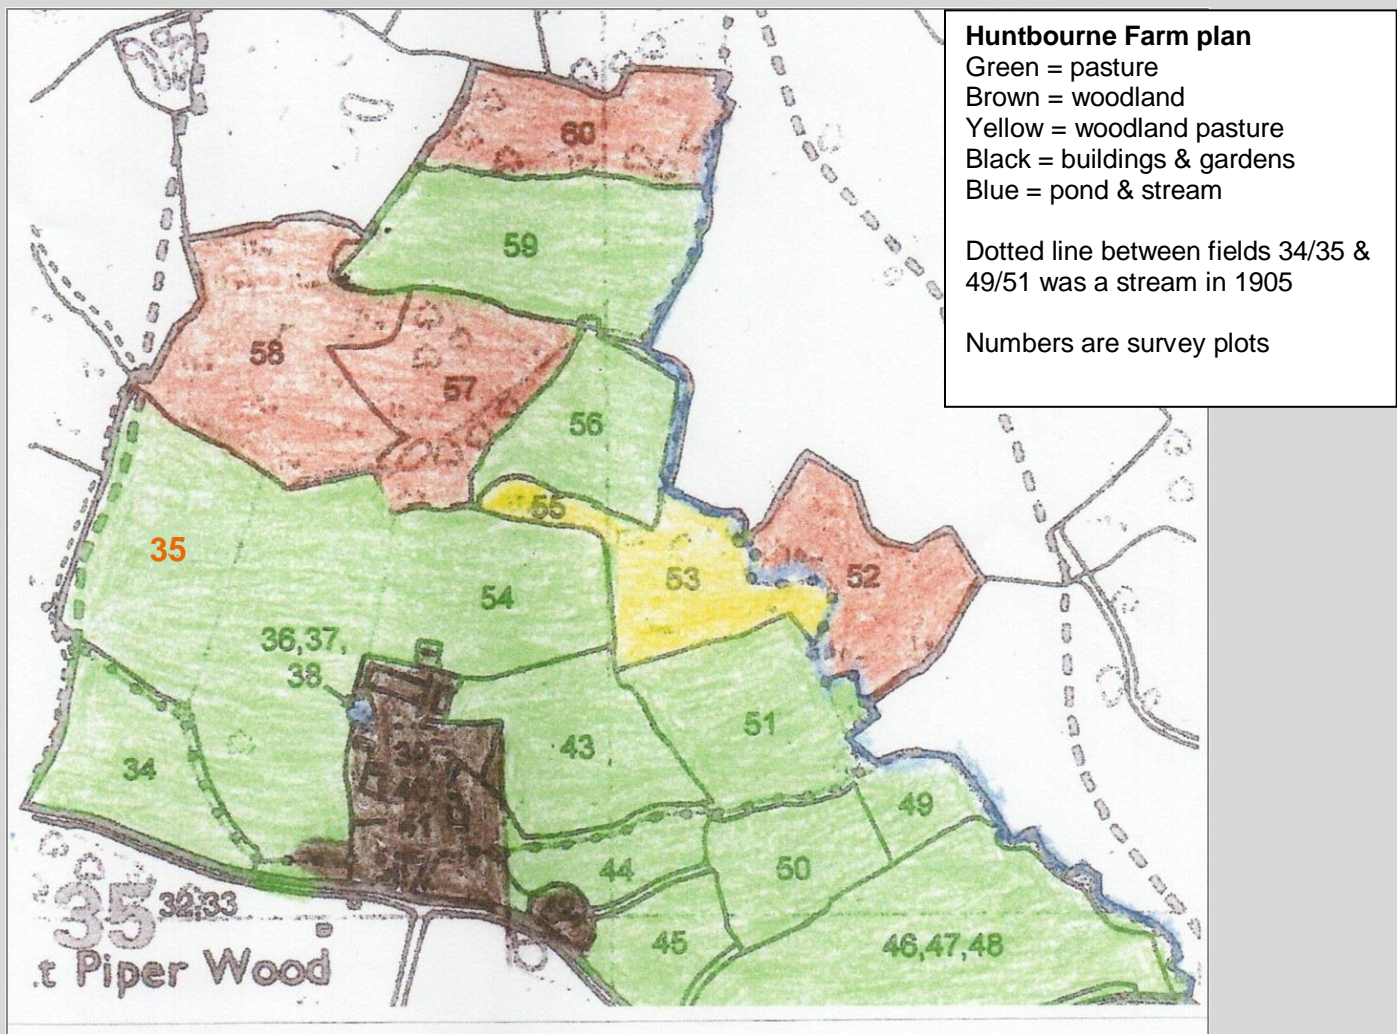 Huntbourne Farm plan
Green = pasture
Brown = woodland
Yellow = woodland pasture
Black = buildings & gardens
Blue = pond & stream
Dotted line between fields 34/35 &
49/51 was a stream in 1905
Numbers are survey plots
60
59
58
57
56
55
35
54
53
52
36,37,
38
51
43
39
34
41
49
44
50
35
32,33
45
46,47,48
t Piper Wood